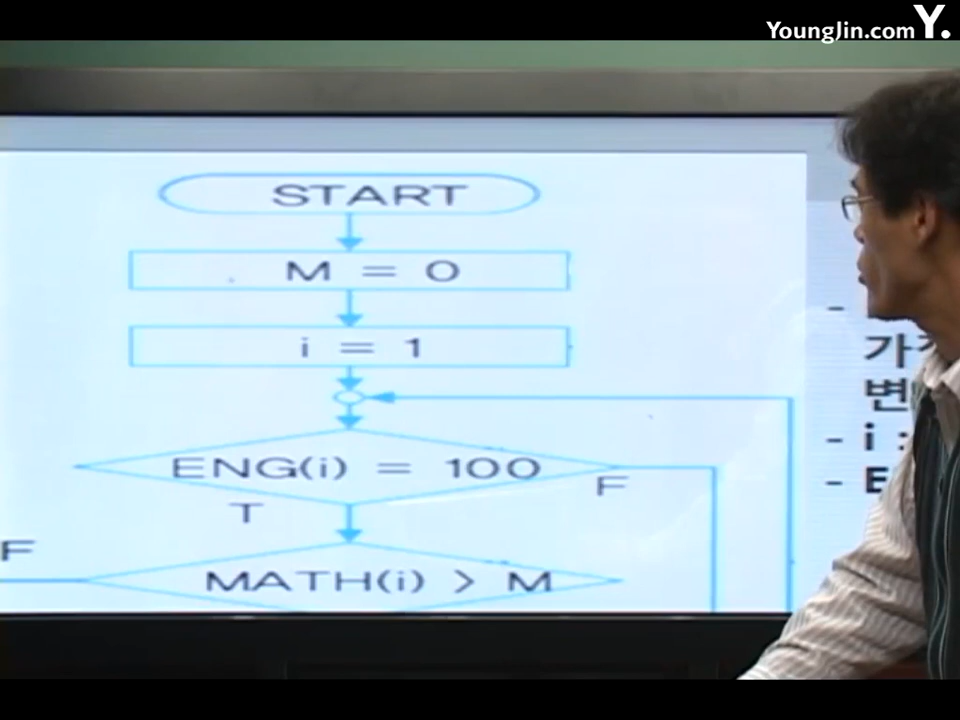 YoungJin.com Y.
START
M = 0
i = 1
ENG(i) = 100
F
T
F
MATH(i) > M
-
가
변
- i :
- E